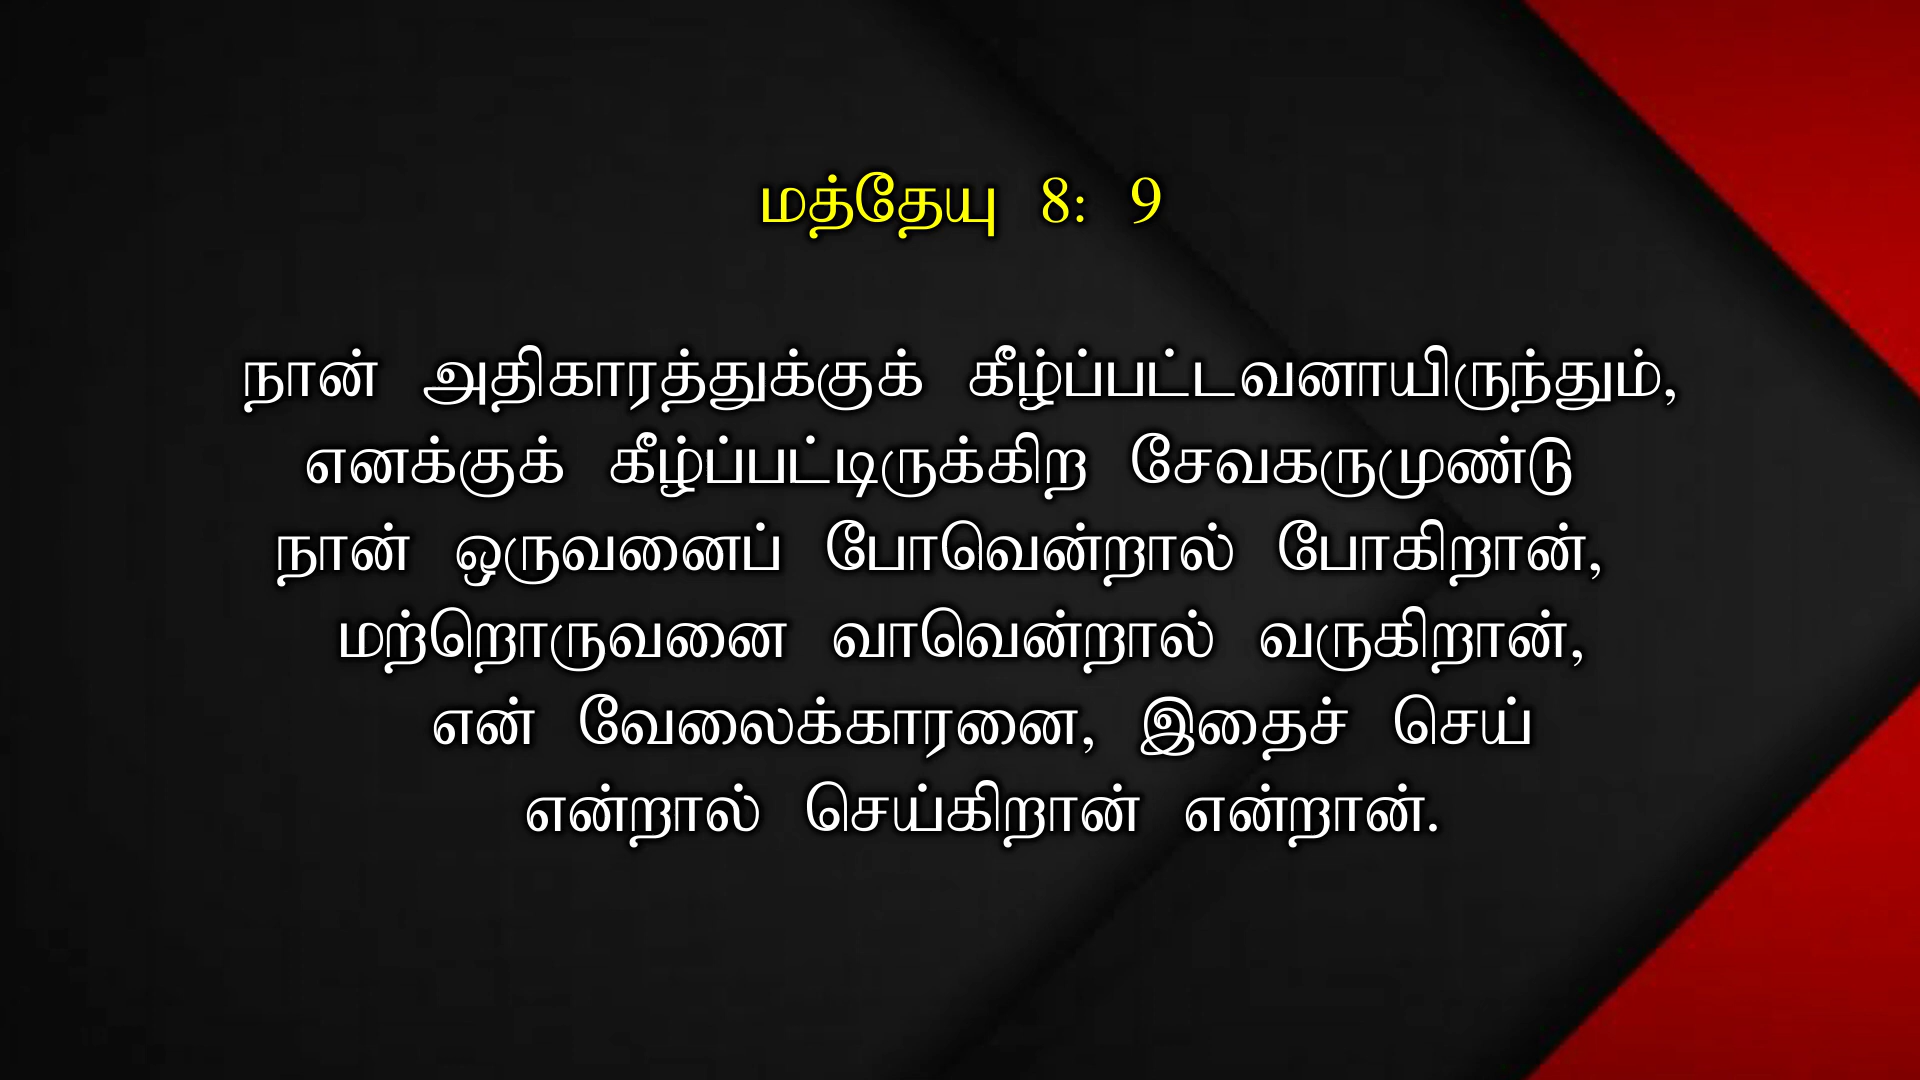 மத்தேயு 8: 9
நான் அதிகாரத்துக்குக் கீழ்ப்பட்டவனாயிருந்தும்,
எனக்குக் கீழ்ப்பட்டிருக்கிற சேவகருமுண்டு
நான் ஒருவனைப் போவென்றால் போகிறான்,
மற்றொருவனை வாவென்றால் வருகிறான்,
என் வேலைக்காரனை, இதைச் செய்
என்றால் செய்கிறான் என்றான்.